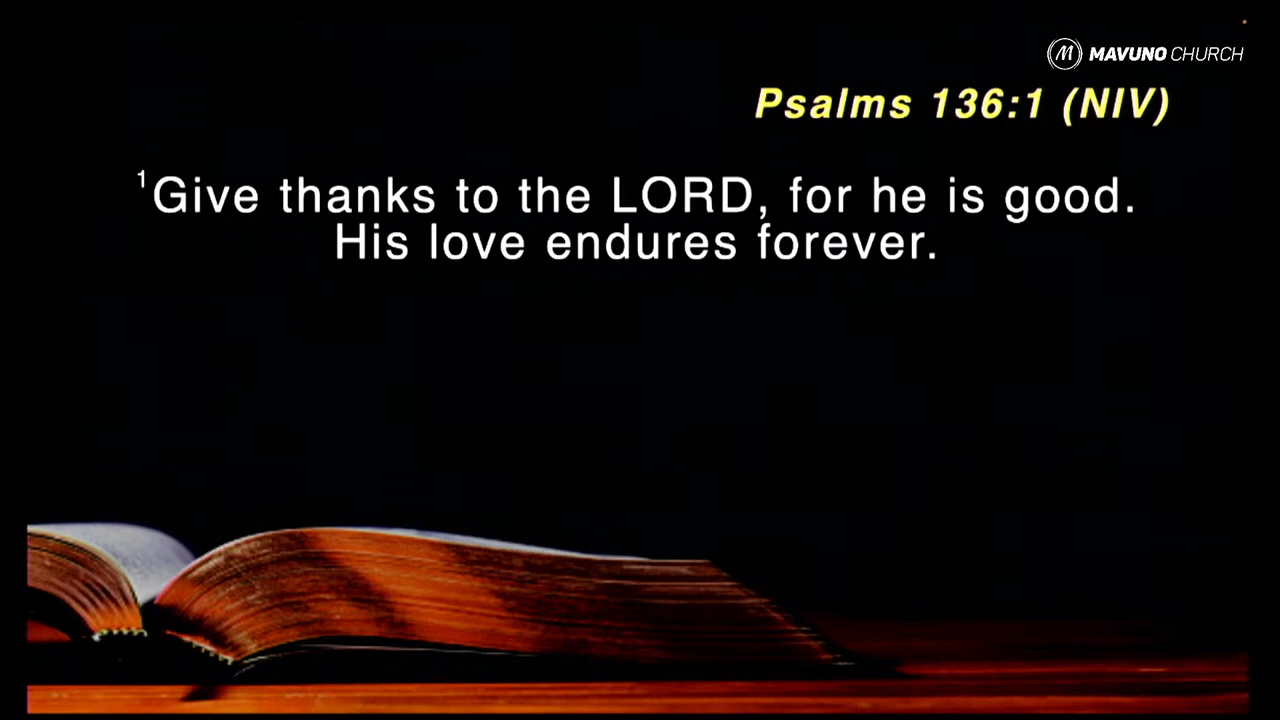 M MAVUNO CHURCH
Psalms 136:1 (NIV)
1Give thanks to the LORD, for he is good.
His love endures forever.